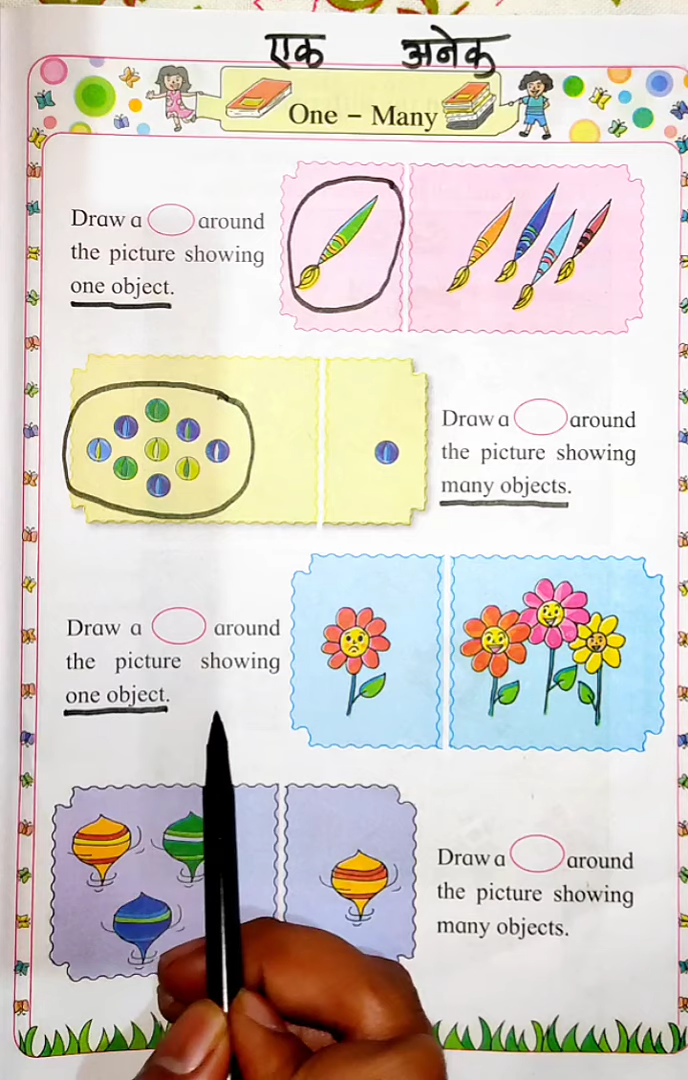 एक अनेक
One – Many
Draw a around
the picture showing
one object.
Draw a around
the picture showing
many objects.
Draw a around
the picture showing
one object.
Draw a around
the picture showing
many objects.